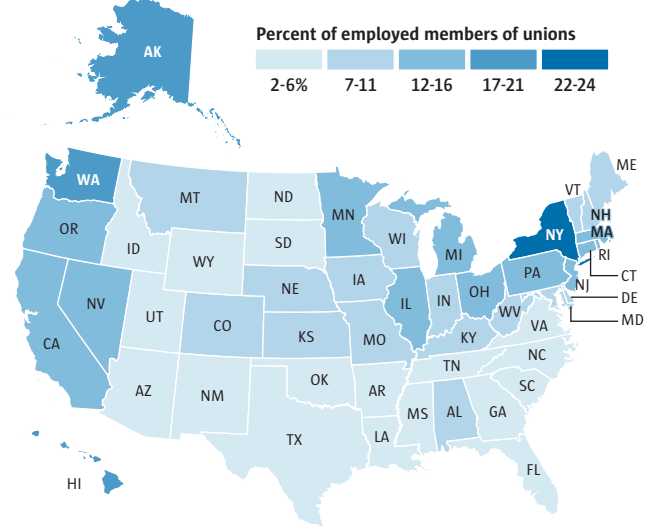 Percent of employed members of unions
2-6% 7-11 12-16 17-21 22-24
AK
ME
WA
VT
MT
ND
NH
OR
MN
MA
NY
ID
SD
WI
MI
RI
WY
PA
CT
IA
NJ
NE
OH
NV
IL
IN
DE
UT
CO
WV
MD
KS
MO
KY
VA
CA
NC
TN
OK
AZ
AR
SC
NM
MS
AL
GA
TX
LA
FL
HI